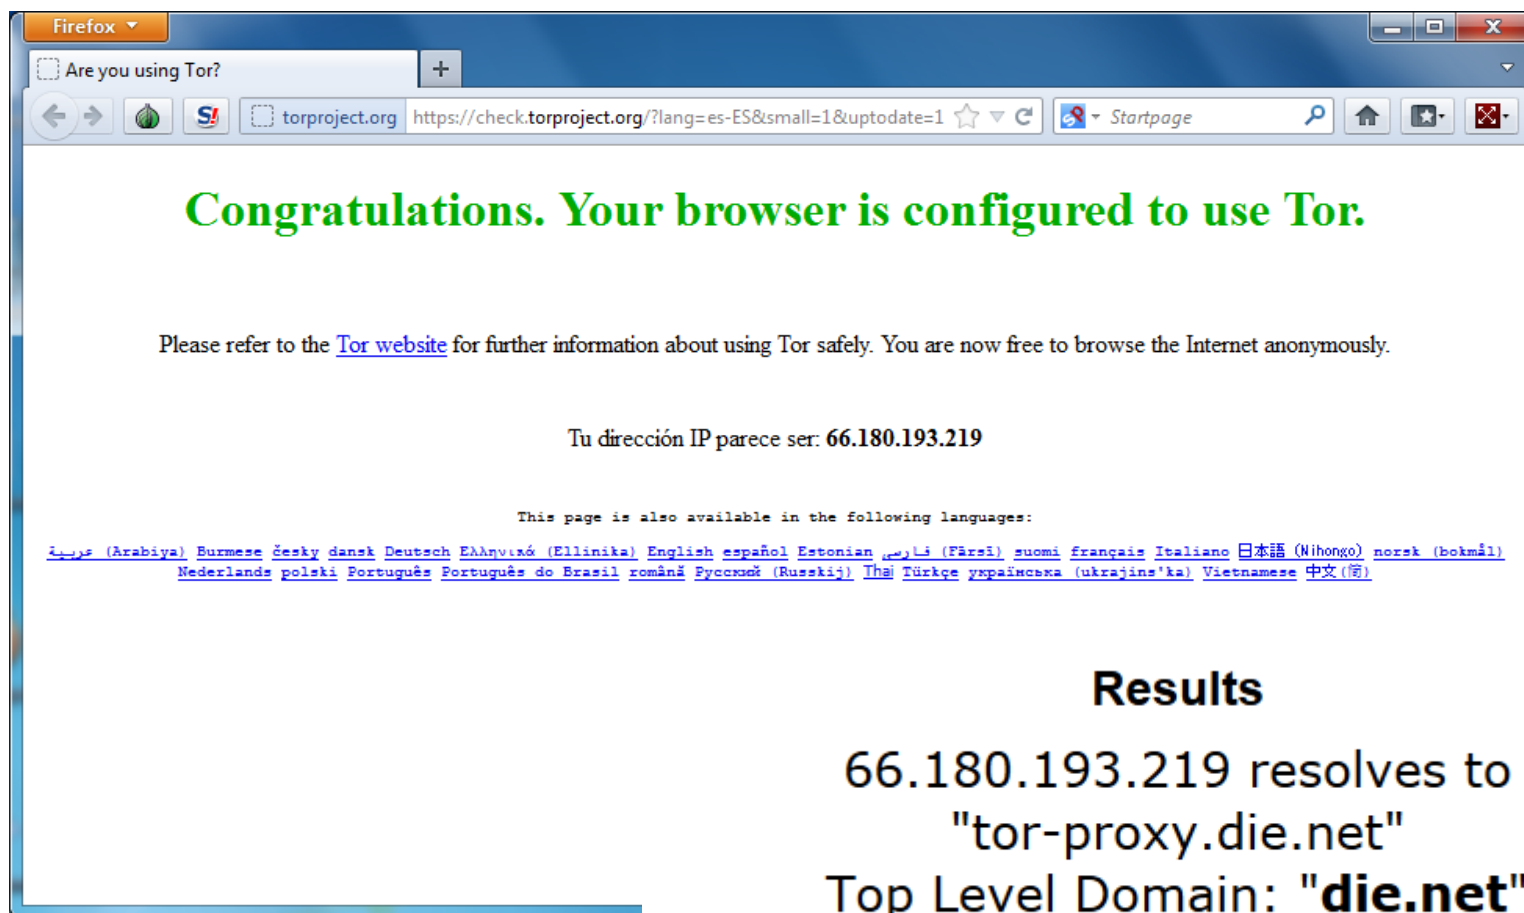 Firefox
Are you using Tor?
torproject.org https://check.torproject.org/?lang=es-ES&small=1&uptodate=1 Startpage
Congratulations. Your browser is configured to use Tor.
Please refer to the Tor website for further information about using Tor safely. You are now free to browse the Internet anonymously.
Tu dirección IP parece ser: 66.180.193.219
This page is also available in the following languages:
عربية (Arabiya) Burmese česky dansk Deutsch Ελληνικά (Ellinika) English español Estonian فارسی (Fārsī) suomi français Italiano 日本語 (Nihongo) norsk (bokmål)
Nederlands polski Português Português do Brasil română Русский (Russkij) Thai Türkçe українська (ukrajins'ka) Vietnamese 中文(简)
Results
66.180.193.219 resolves to
"tor-proxy.die.net"
Top Level Domain: "die.net"